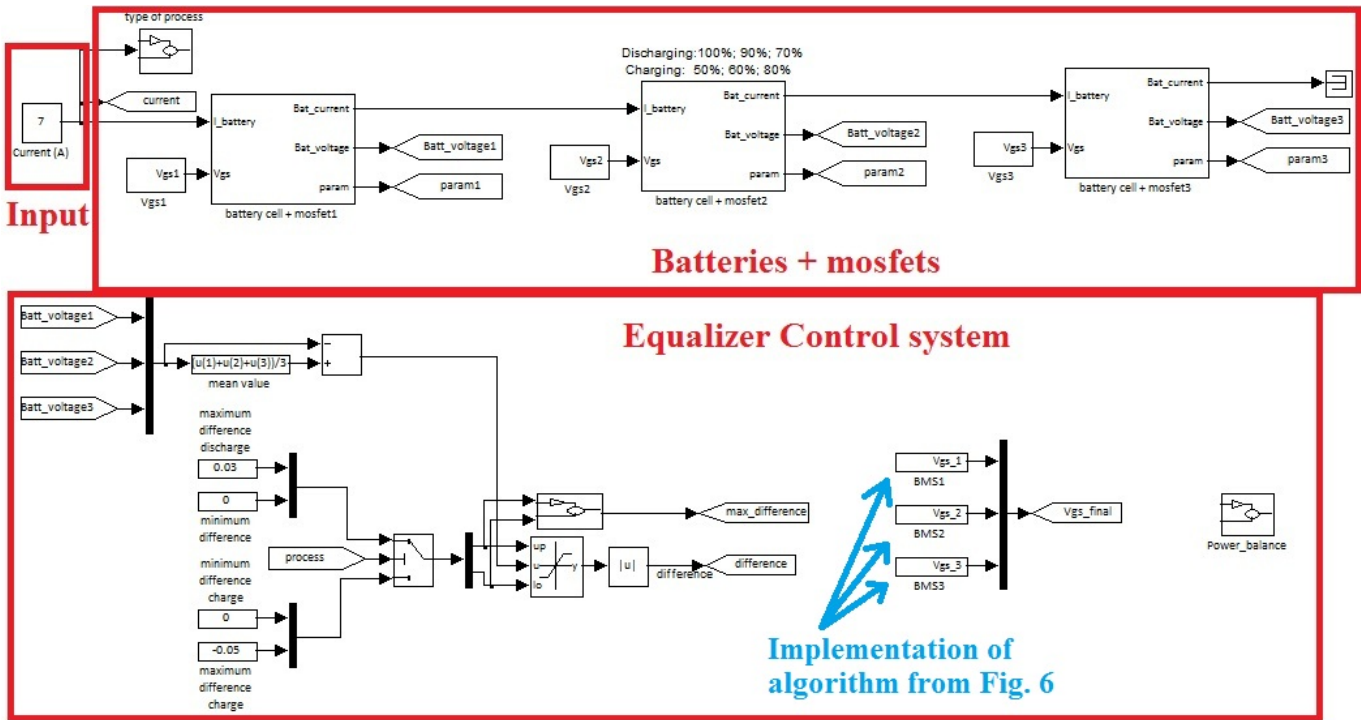 type of process
Discharging:100%; 90%; 70%
Charging: 50%; 60%; 80%
current
7
Current (A)
Input
I_battery
Bat_current
Bat_voltage
Vgs
param
Vgs1
Vgs1
Batt_voltage1
param1
battery cell + mosfet1
I_battery
Bat_current
Bat_voltage
Vgs
param
Vgs2
Vgs2
Batt_voltage2
param2
battery cell + mosfet2
I_battery
Bat_current
Bat_voltage
Vgs
param
Vgs3
Vgs3
Batt_voltage3
param3
battery cell + mosfet3
Batteries + mosfets
Equalizer Control system
Batt_voltage1
Batt_voltage2
Batt_voltage3
(u(1)+u(2)+u(3))/3
mean value
−
+
maximum
difference
discharge
0.03
0
minimum
difference
process
minimum
difference
charge
0
-0.05
maximum
difference
charge
up
u
lo
y
|u|
difference
max_difference
difference
Vgs_1
BMS1
Vgs_2
BMS2
Vgs_3
BMS3
Vgs_final
Power_balance
Implementation of
algorithm from Fig. 6